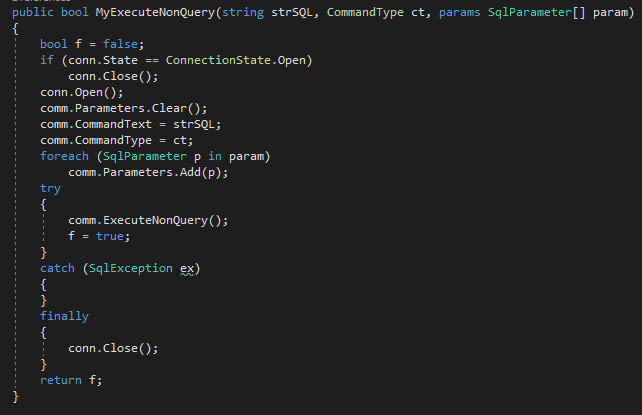 public bool MyExecuteNonQuery(string strSQL, CommandType ct, params SqlParameter[] param)
{
bool f = false;
if (conn.State == ConnectionState.Open)
conn.Close();
conn.Open();
comm.Parameters.Clear();
comm.CommandText = strSQL;
comm.CommandType = ct;
foreach (SqlParameter p in param)
comm.Parameters.Add(p);
try
{
comm.ExecuteNonQuery();
f = true;
}
catch (SqlException ex)
{
}
finally
{
conn.Close();
}
return f;
}